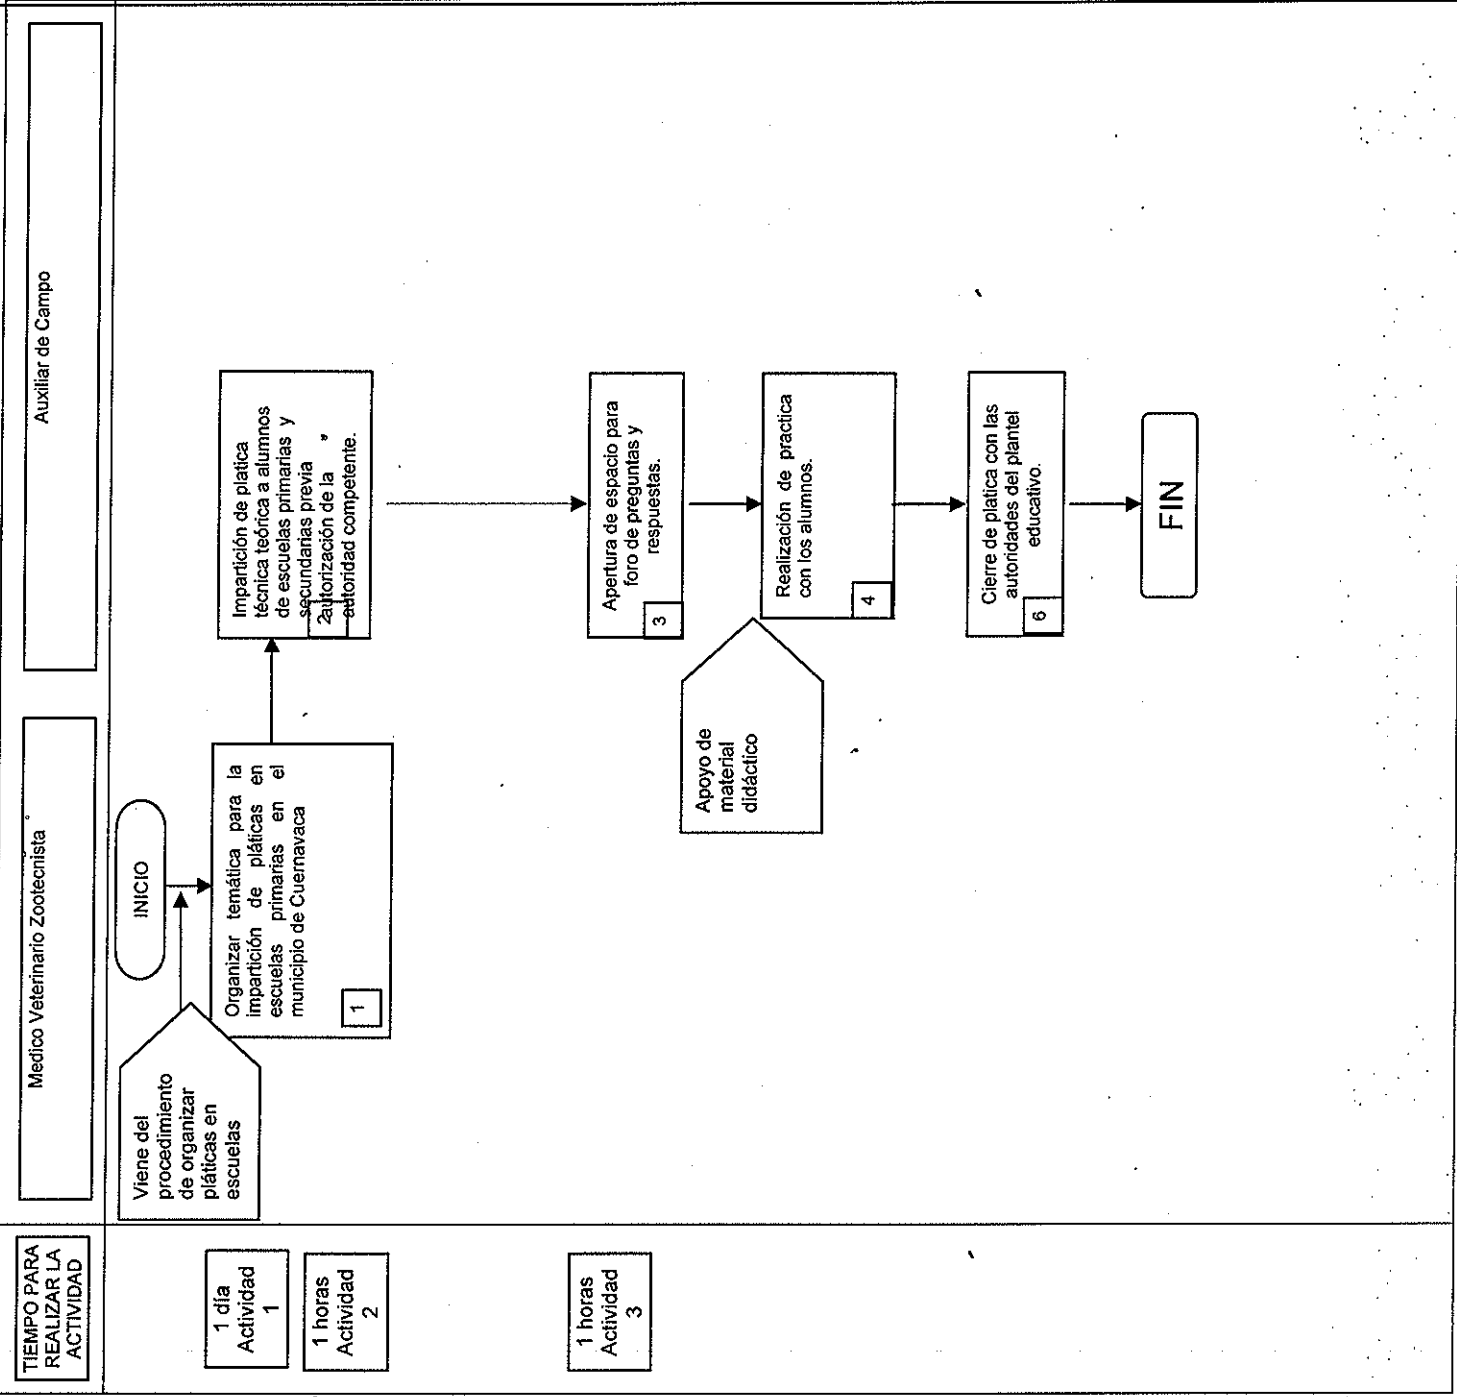 TIEMPO PARA
REALIZAR LA
ACTIVIDAD
Medico Veterinario Zootecnista
Auxiliar de Campo
INICIO
Viene del
procedimiento
de organizar
pláticas en
escuelas
1 día
Actividad
1
Organizar temática para la
impartición de pláticas en
escuelas primarias en el
municipio de Cuernavaca
1
Impartición de platica
técnica teórica a alumnos
de escuelas primarias y
secundarias previa
autorización de la
autoridad competente.
2
1 horas
Actividad
2
1 horas
Actividad
3
Apertura de espacio para
foro de preguntas y
respuestas.
3
Apoyo de
material
didáctico
Realización de practica
con los alumnos.
4
Cierre de platica con las
autoridades del plantel
educativo.
6
FIN